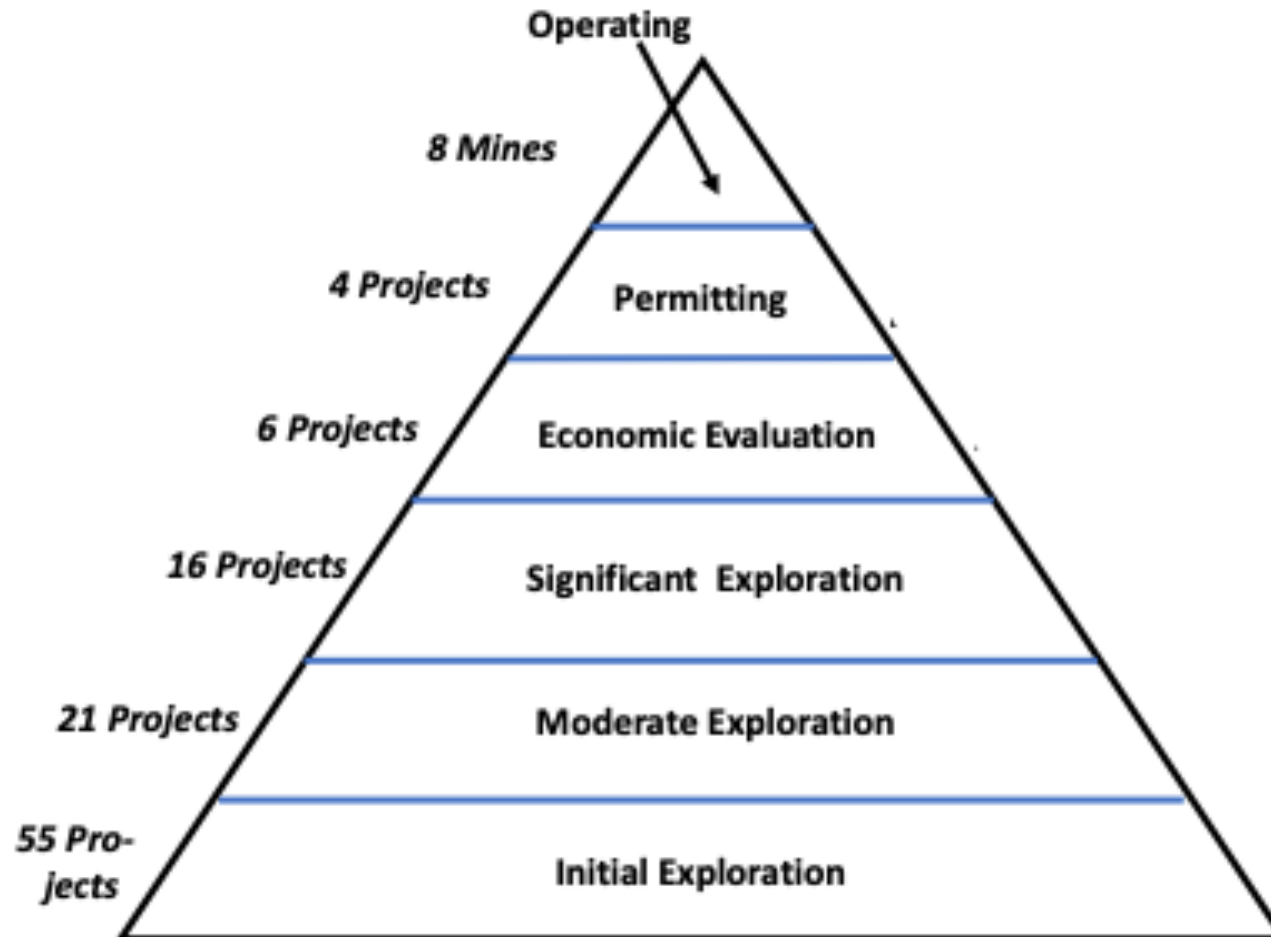 Operating
8 Mines
4 Projects
Permitting
6 Projects
Economic Evaluation
16 Projects
Significant  Exploration
21 Projects
Moderate Exploration
55 Pro-
jects
Initial Exploration